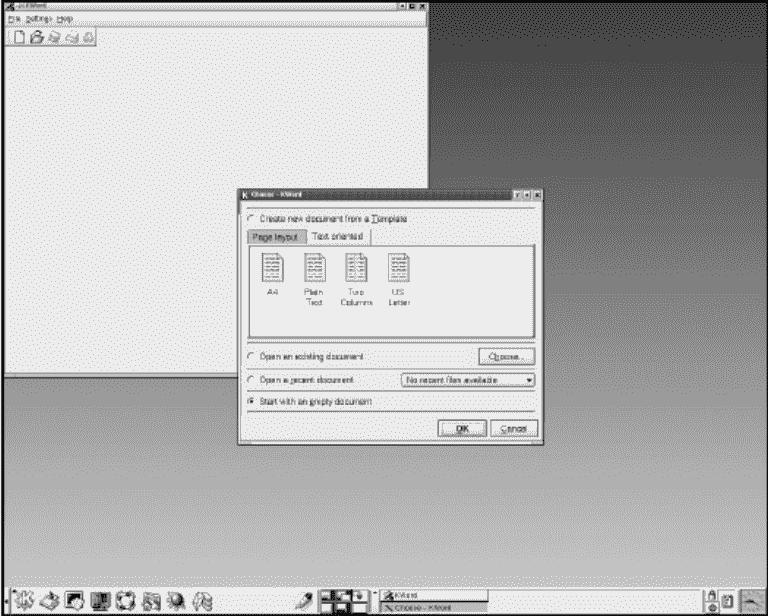 KWord
File Settings Help
Choose - KWord
Create new document from a Template
Page layout Text oriented
A4 Plain Text Two Columns US Letter
Open an existing document Choose...
Open a recent document No recent files available
Start with an empty document
OK Cancel
KWord
Choose - KWord